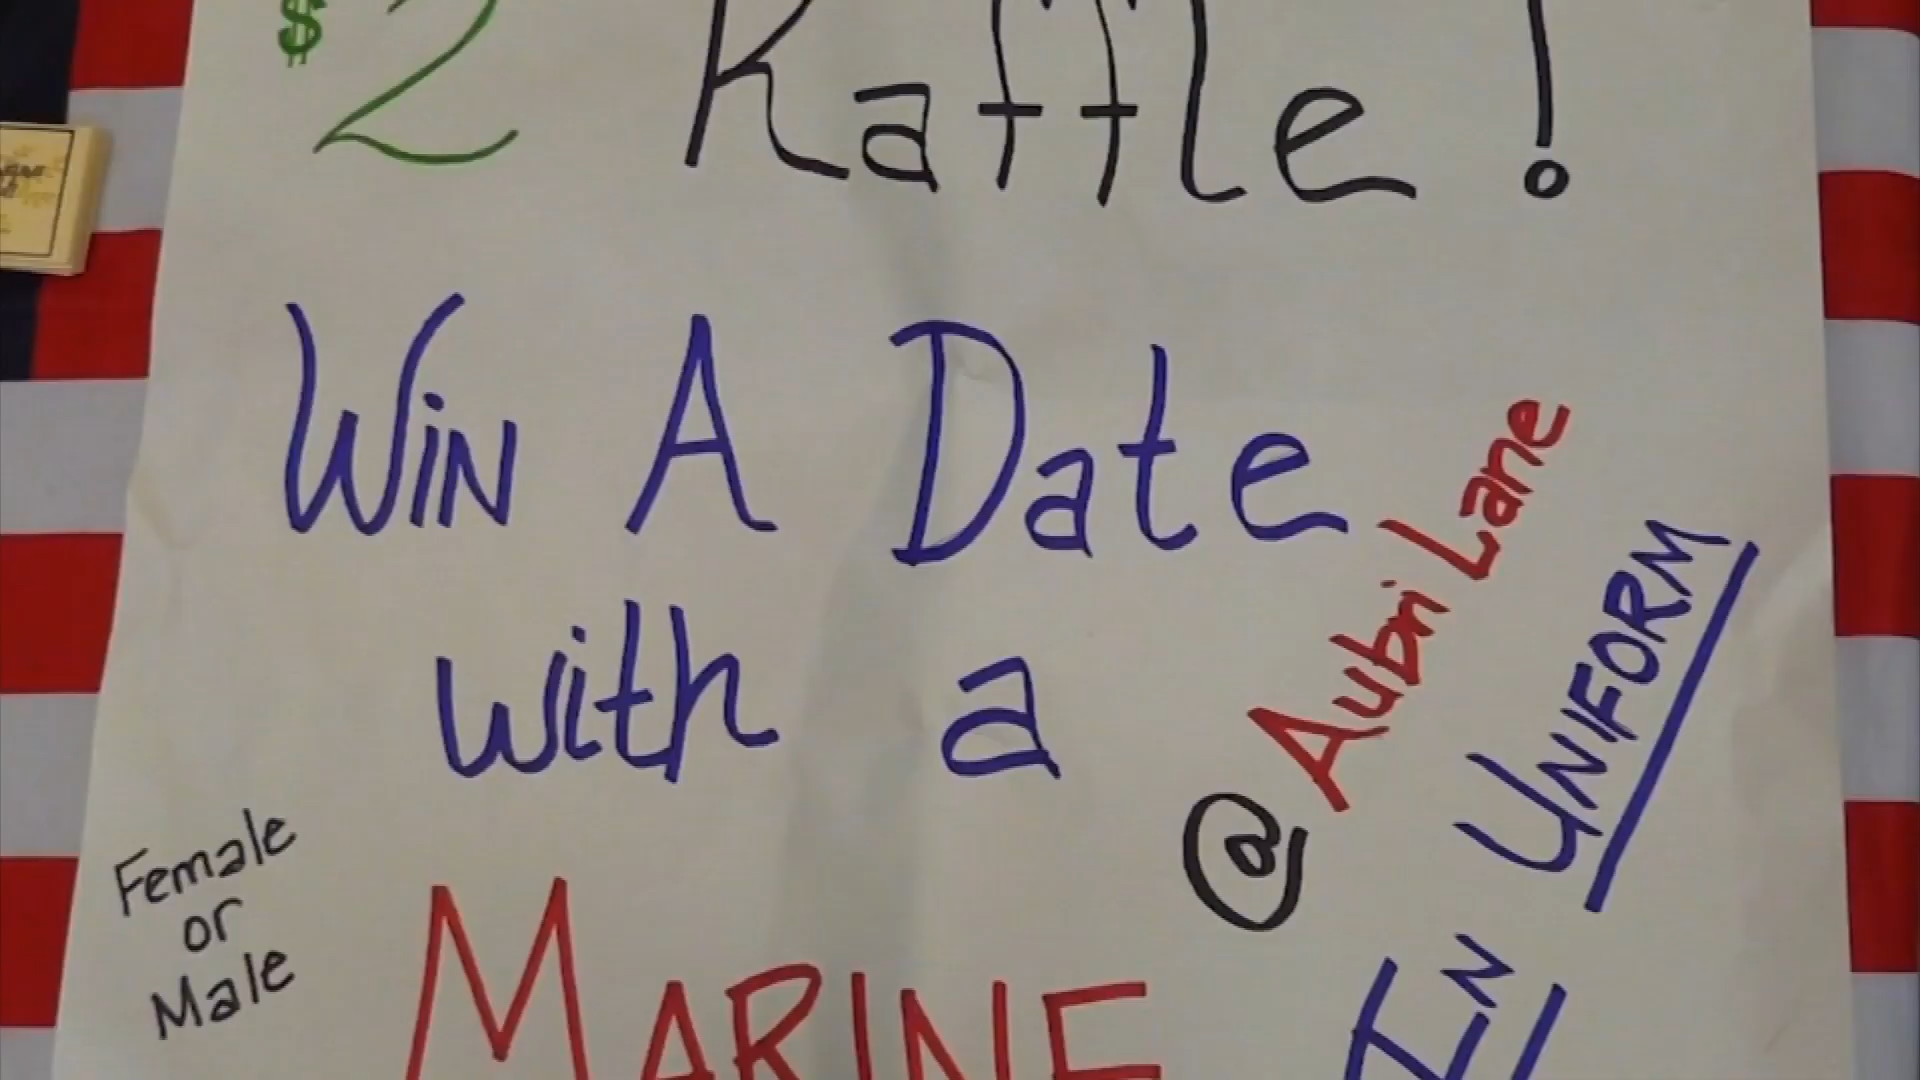 $2 Raffle!
Win A Date
with a
@ Aubri Lane
Female
or
Male
MARINE
IN UNIFORM